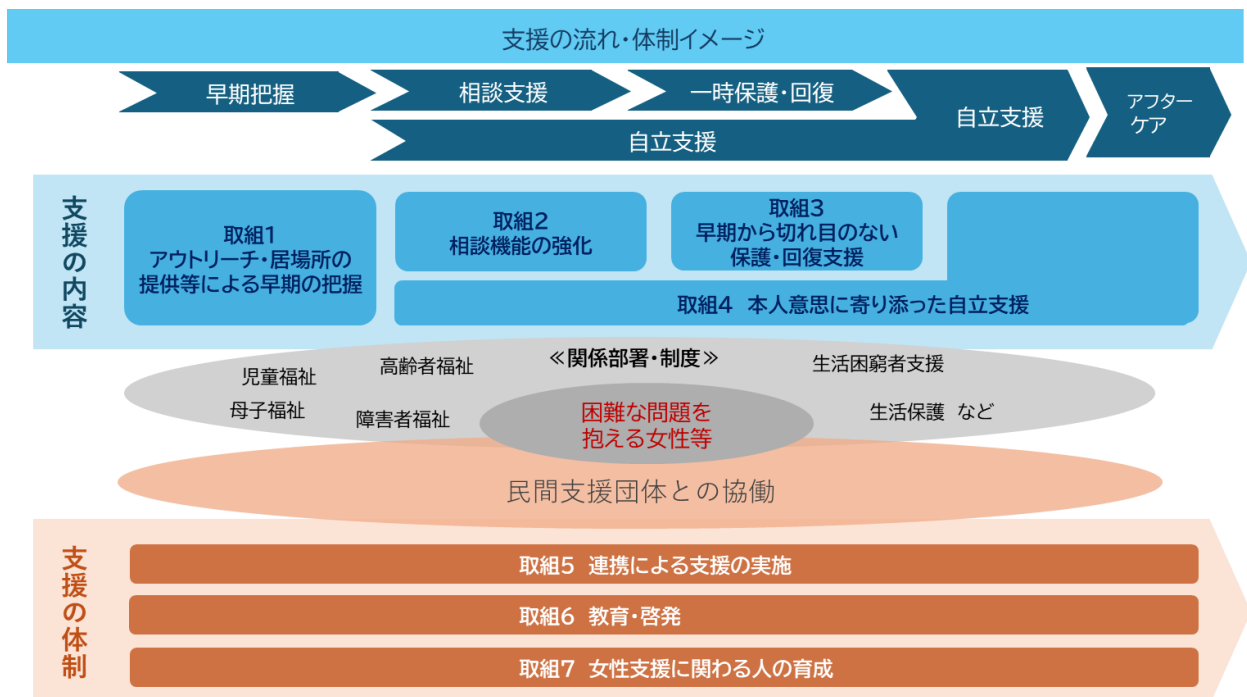 支援の流れ・体制イメージ
早期把握
相談支援
一時保護・回復
自立支援
自立支援
アフター
ケア
支援の内容
取組1
アウトリーチ・居場所の
提供等による早期の把握
取組2
相談機能の強化
取組3
早期から切れ目のない
保護・回復支援
取組4 本人意思に寄り添った自立支援
≪関係部署・制度≫
児童福祉
高齢者福祉
生活困窮者支援
母子福祉
障害者福祉
生活保護 など
困難な問題を
抱える女性等
民間支援団体との協働
支援の体制
取組5 連携による支援の実施
取組6 教育・啓発
取組7 女性支援に関わる人の育成